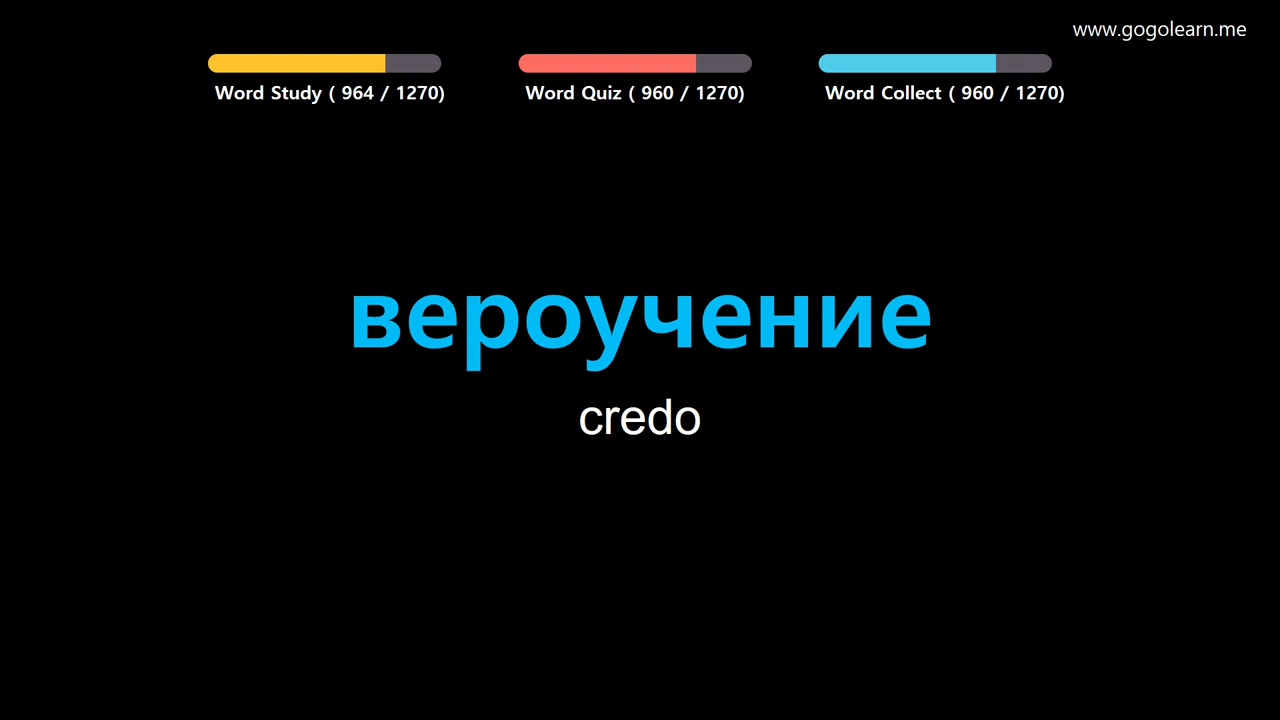 www.gogolearn.me
Word Study ( 964 / 1270)
Word Quiz ( 960 / 1270)
Word Collect ( 960 / 1270)
вероучение
credo